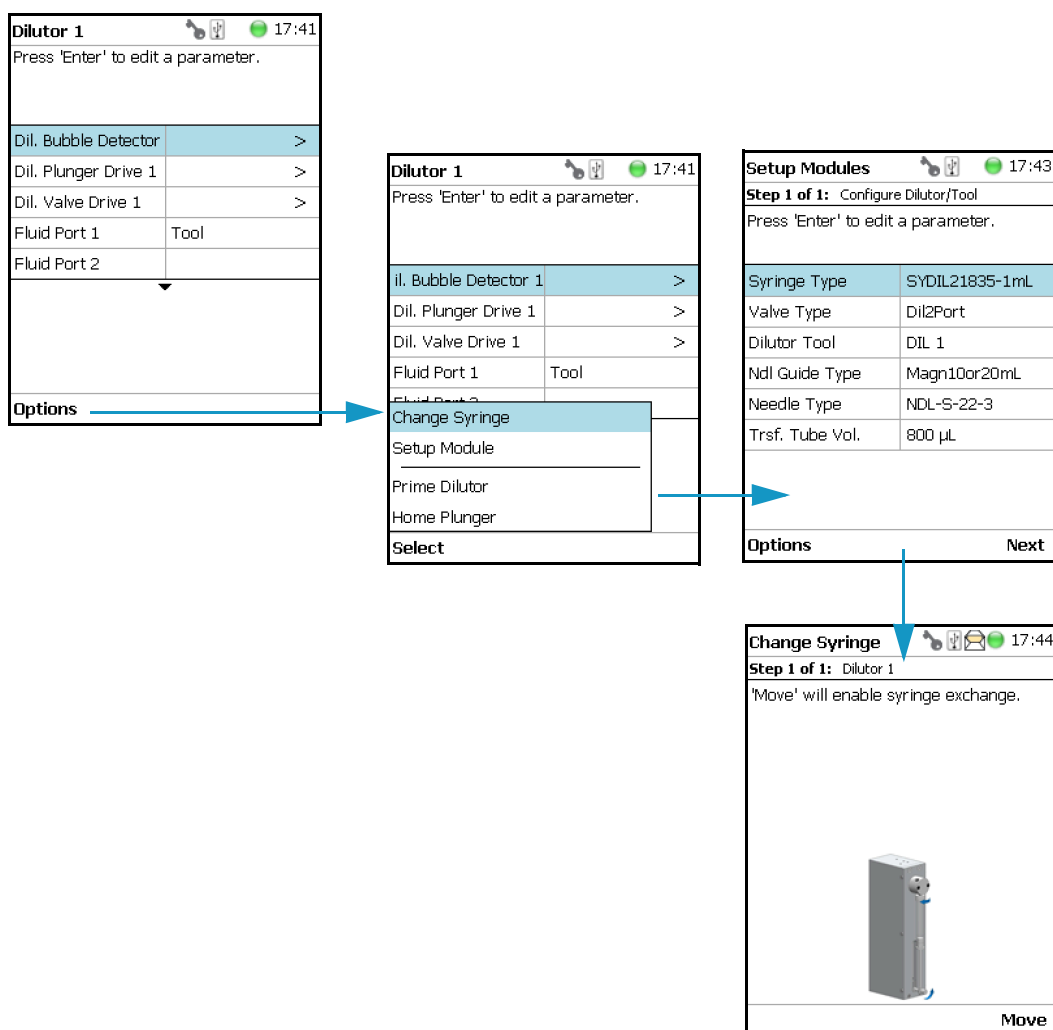 Dilutor 1 17:41
Press 'Enter' to edit a parameter.
Dil. Bubble Detector >
Dil. Plunger Drive 1 >
Dil. Valve Drive 1 >
Fluid Port 1 Tool
Fluid Port 2
Options
Dilutor 1 17:41
Press 'Enter' to edit a parameter.
il. Bubble Detector 1 >
Dil. Plunger Drive 1 >
Dil. Valve Drive 1 >
Fluid Port 1 Tool
Change Syringe
Setup Module
Prime Dilutor
Home Plunger
Select
Setup Modules 17:43
Step 1 of 1: Configure Dilutor/Tool
Press 'Enter' to edit a parameter.
Syringe Type SYDIL21835-1mL
Valve Type Dil2Port
Dilutor Tool DIL 1
Ndl Guide Type Magn10or20mL
Needle Type NDL-S-22-3
Trsf. Tube Vol. 800 µL
Options Next
Change Syringe 17:44
Step 1 of 1: Dilutor 1
'Move' will enable syringe exchange.
Move